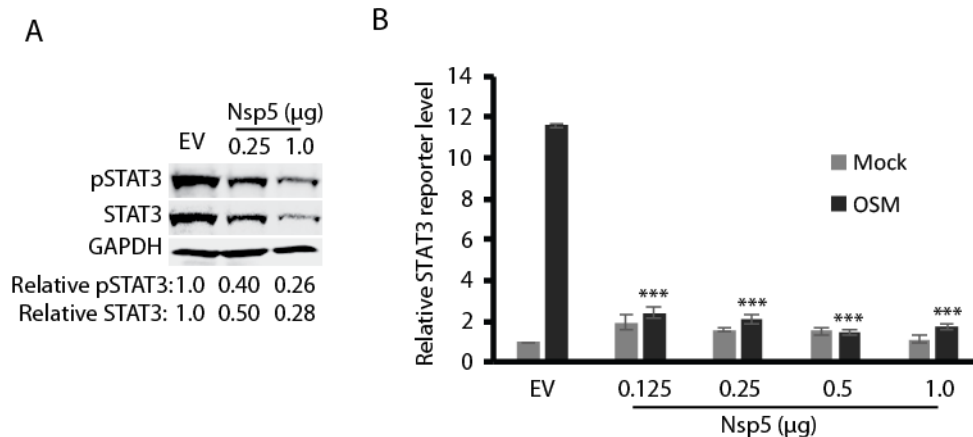 A
Nsp5 (µg)
EV 0.25 1.0
pSTAT3
STAT3
GAPDH
Relative pSTAT3: 1.0 0.40 0.26
Relative STAT3: 1.0 0.50 0.28
B
Relative STAT3 reporter level
14
12
10
8
6
4
2
0
Mock
OSM
*** *** *** ***
EV 0.125 0.25 0.5 1.0
Nsp5 (µg)